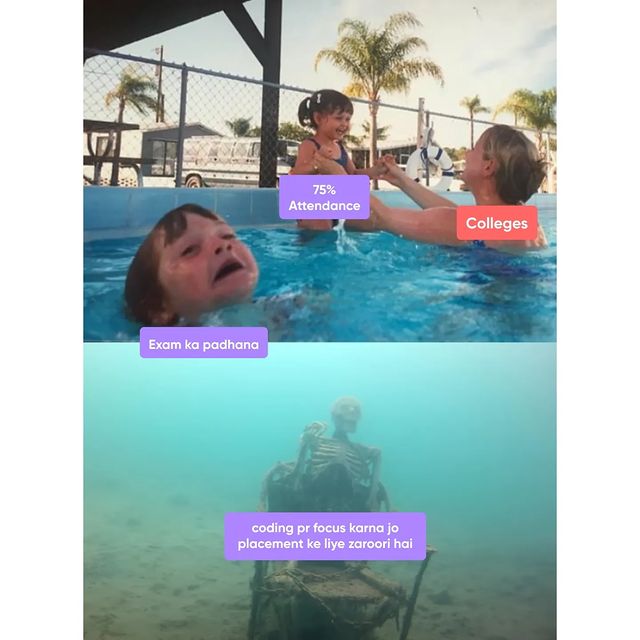 75%
Attendance
Colleges
Exam ka padhana
coding pr focus karna jo
placement ke liye zaroori hai